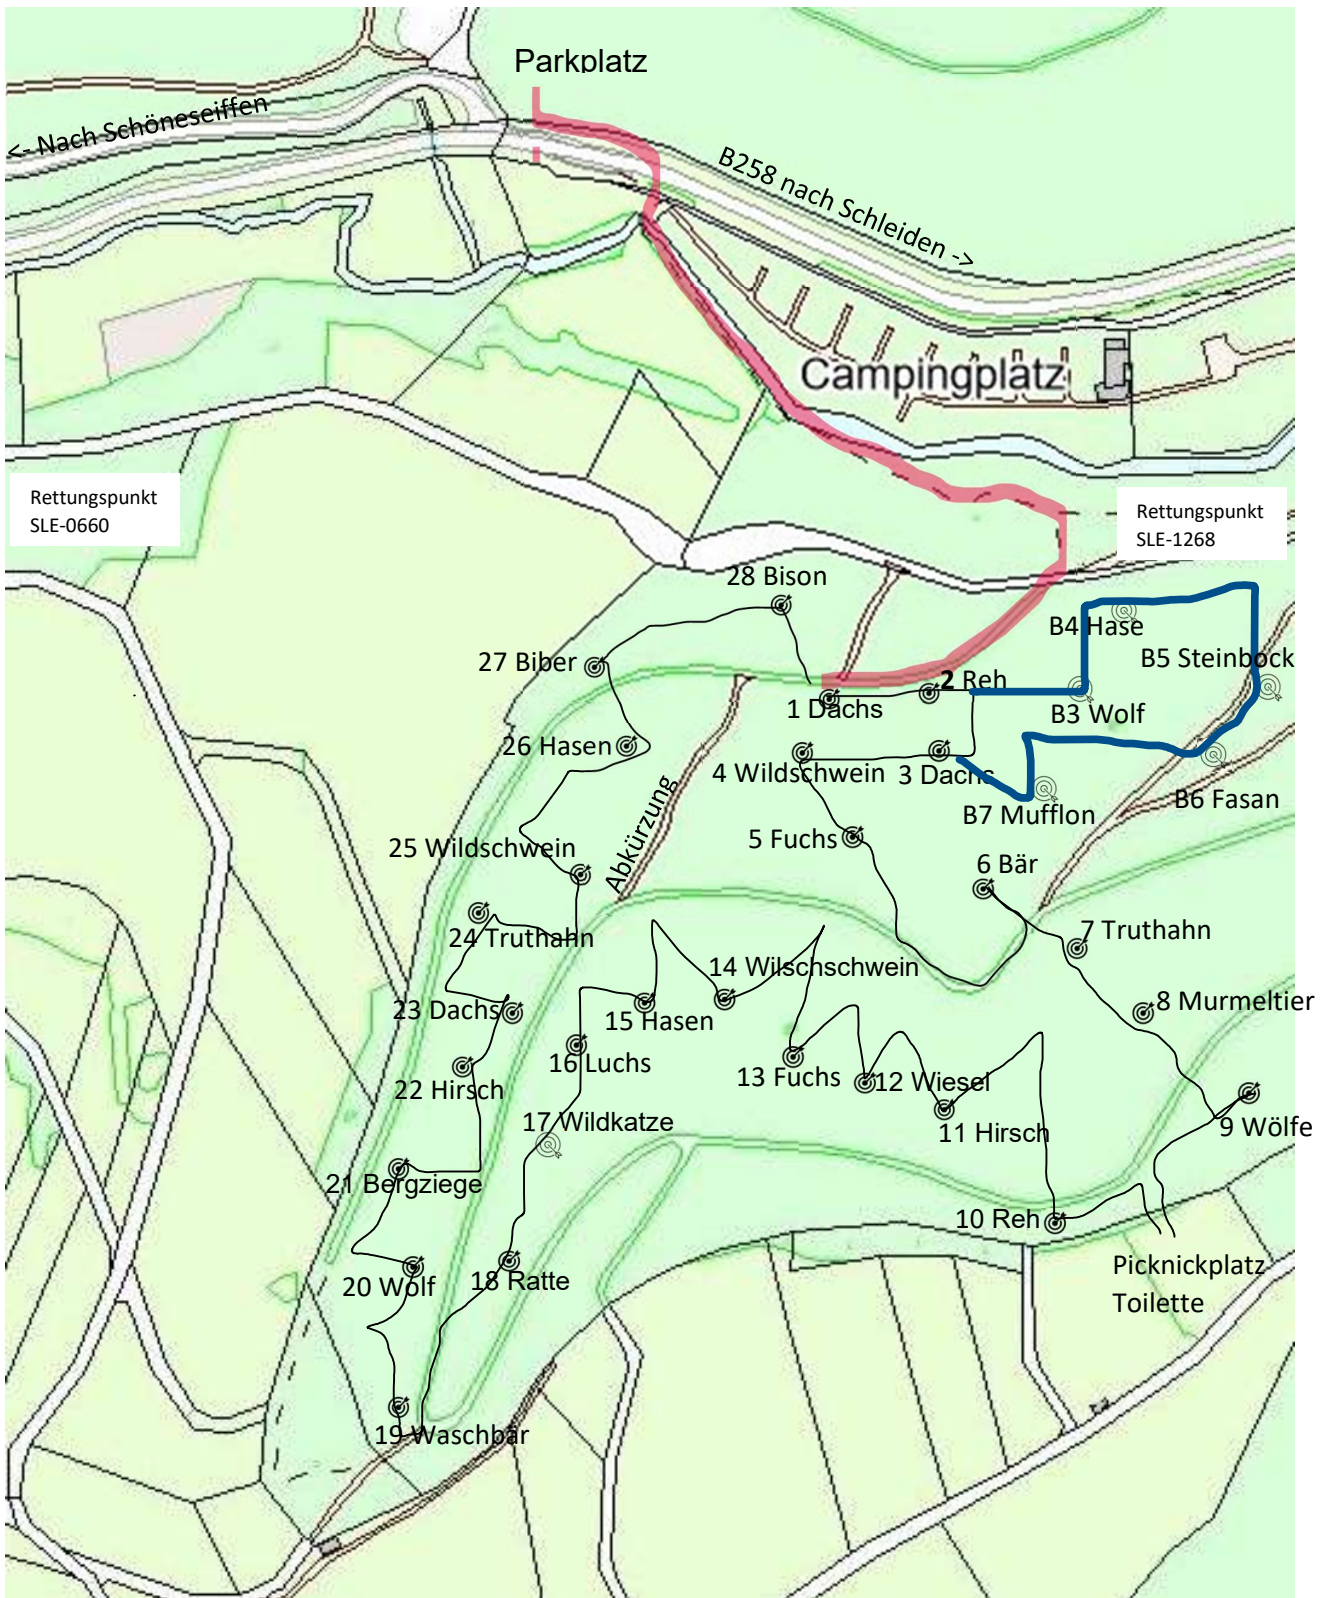 Parkplatz
<- Nach Schöneseiffen
B258 nach Schleiden ->
Campingplatz
Rettungspunkt
SLE-0660
Rettungspunkt
SLE-1268
28 Bison
B4 Hase
27 Biber
B5 Steinbock
2 Reh
1 Dachs
B3 Wolf
26 Hasen
4 Wildschwein
3 Dachs
B7 Mufflon
B6 Fasan
Abkürzung
5 Fuchs
25 Wildschwein
6 Bär
24 Truthahn
7 Truthahn
14 Wilschschwein
23 Dachs
15 Hasen
8 Murmeltier
16 Luchs
13 Fuchs
12 Wiesel
22 Hirsch
17 Wildkatze
11 Hirsch
9 Wölfe
21 Bergziege
10 Reh
20 Wolf
18 Ratte
Picknickplatz
Toilette
19 Waschbär